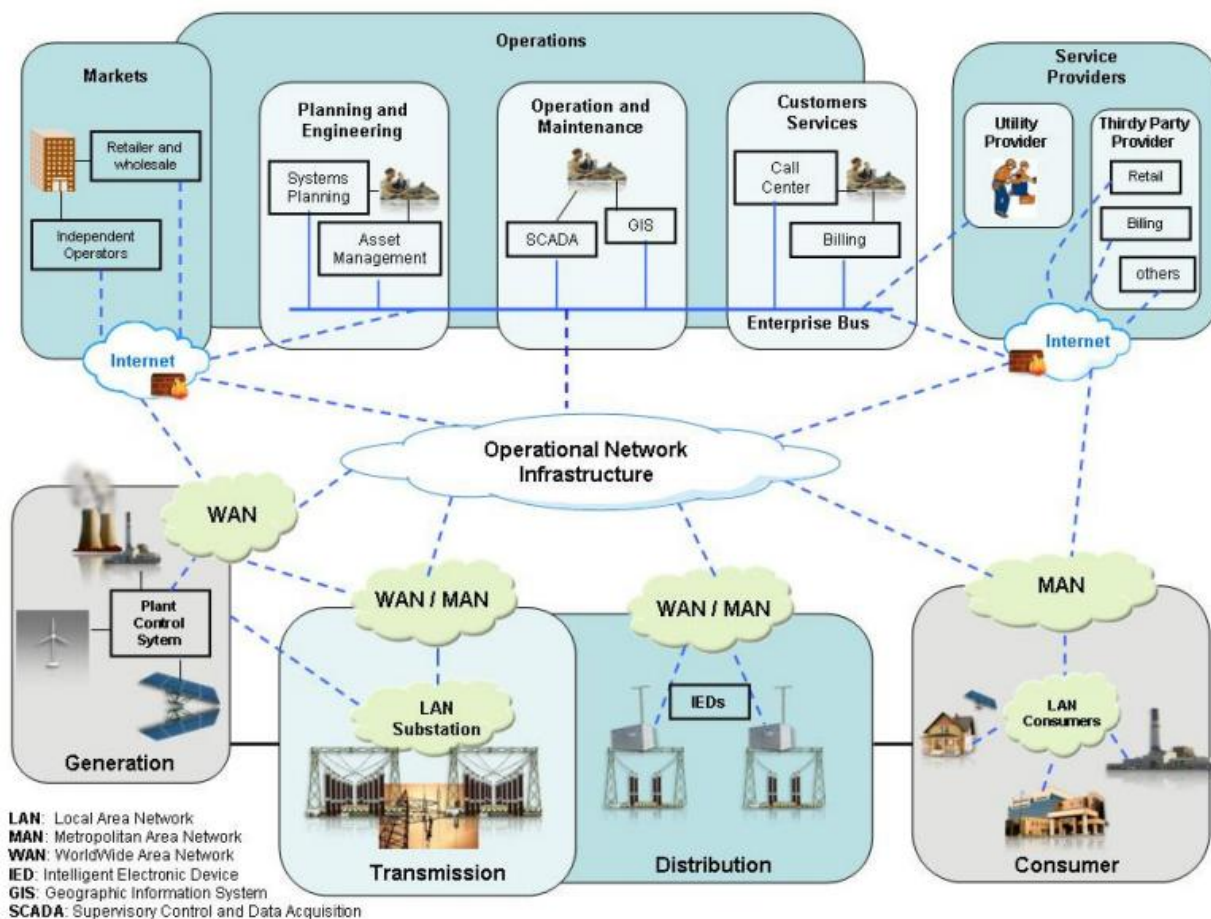 Operations
Markets
Retailer and
wholesale
Independent
Operators
Planning and
Engineering
Systems
Planning
Asset
Management
Operation and
Maintenance
SCADA
GIS
Customers
Services
Call
Center
Billing
Enterprise Bus
Service
Providers
Utility
Provider
Thirdy Party
Provider
Retail
Billing
others
Internet
Internet
Operational Network
Infrastructure
WAN
WAN / MAN
WAN / MAN
MAN
Plant
Control
Sytem
Generation
LAN
Substation
Transmission
IEDs
Distribution
LAN
Consumers
Consumer
LAN: Local Area Network
MAN: Metropolitan Area Network
WAN: WorldWide Area Network
IED: Intelligent Electronic Device
GIS: Geographic Information System
SCADA: Supervisory Control and Data Acquisition